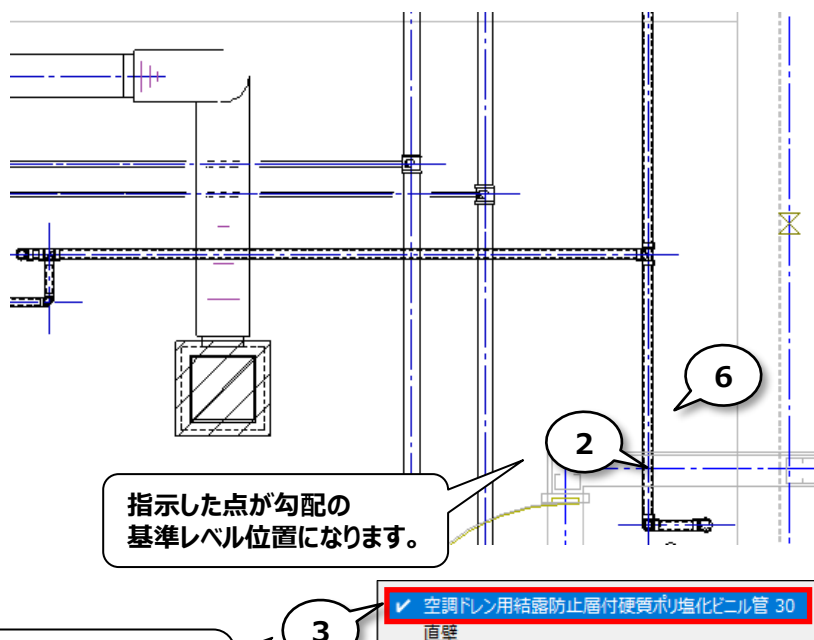 6
2
指示した点が勾配の
基準レベル位置になります。
3
✔ 空調ドレン用結露防止層付硬質ポリ塩化ビニル管 30
直壁